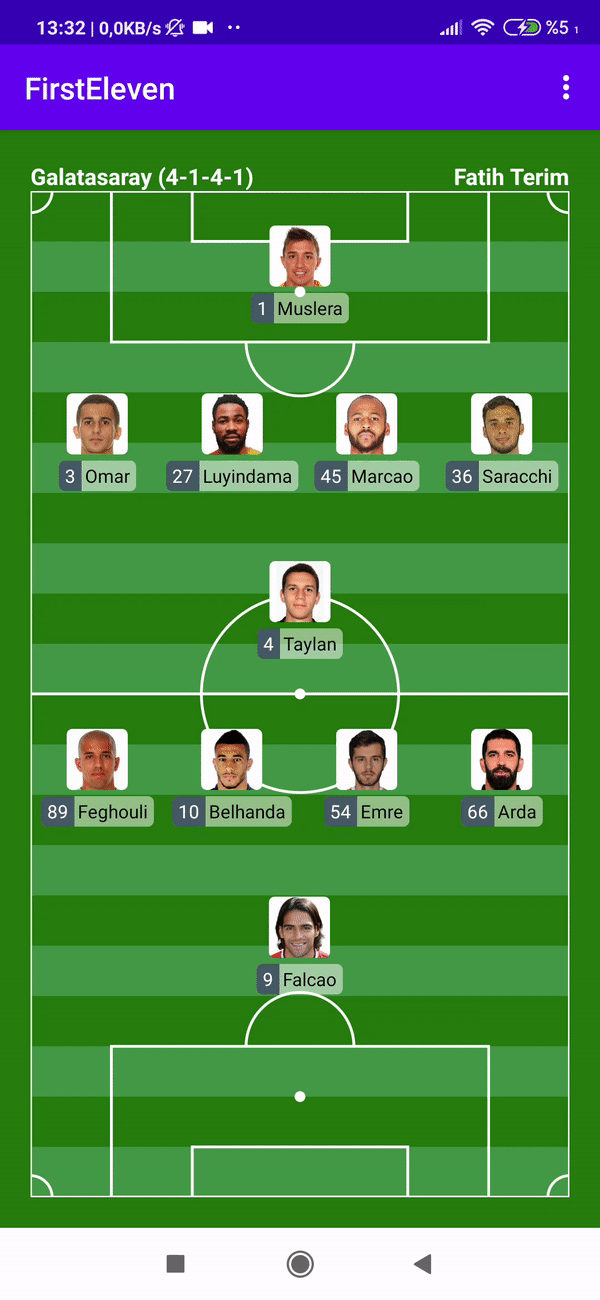 13:32 | 0,0KB/s %5 1
FirstEleven
Galatasaray (4-1-4-1) Fatih Terim
1 Muslera
3 Omar 27 Luyindama 45 Marcao 36 Saracchi
4 Taylan
89 Feghouli 10 Belhanda 54 Emre 66 Arda
9 Falcao